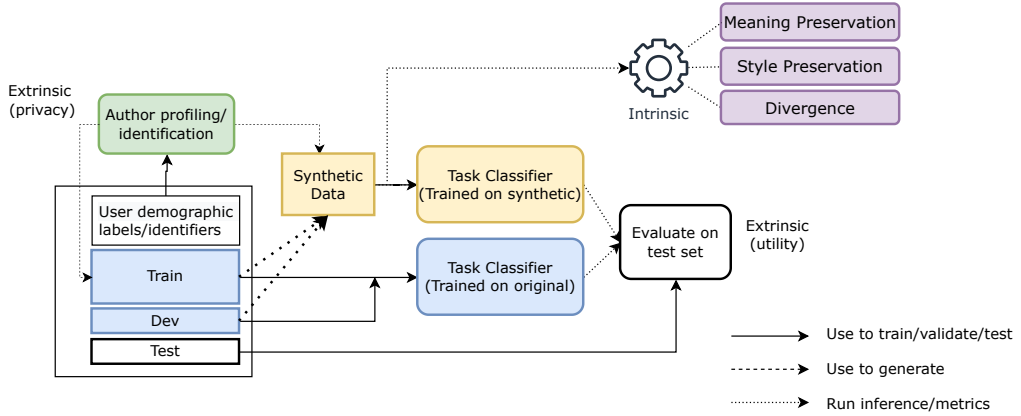 Meaning Preservation
Style Preservation
Divergence
Intrinsic
Extrinsic
(privacy)
Author profiling/
identification
Synthetic
Data
Task Classifier
(Trained on synthetic)
User demographic
labels/identifiers
Train
Dev
Test
Task Classifier
(Trained on original)
Evaluate on
test set
Extrinsic
(utility)
Use to train/validate/test
Use to generate
Run inference/metrics